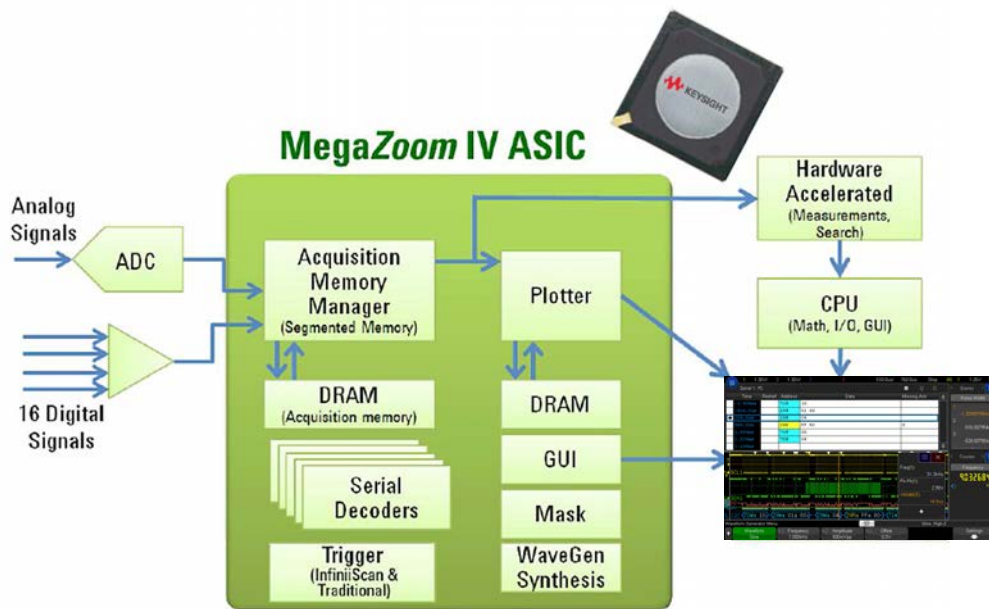 KEYSIGHT
MegaZoom IV ASIC
Analog
Signals
ADC
16 Digital
Signals
Acquisition
Memory
Manager
(Segmented Memory)
DRAM
(Acquisition memory)
Serial
Decoders
Trigger
(InfiniiScan &
Traditional)
Plotter
DRAM
GUI
Mask
WaveGen
Synthesis
Hardware
Accelerated
(Measurements,
Search)
CPU
(Math, I/O, GUI)